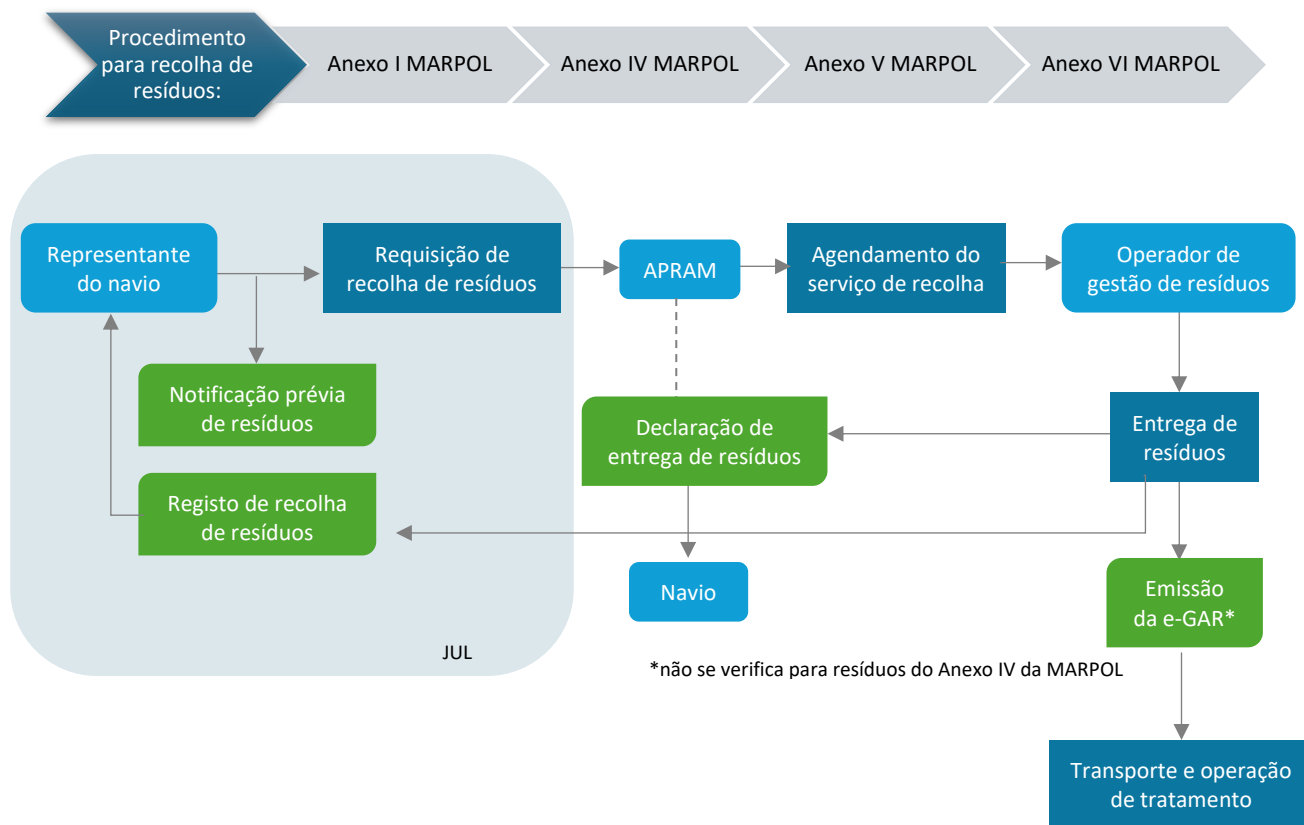 Procedimento
para recolha de
resíduos:
Anexo I MARPOL
Anexo IV MARPOL
Anexo V MARPOL
Anexo VI MARPOL
Representante
do navio
Requisição de
recolha de resíduos
APRAM
Agendamento do
serviço de recolha
Operador de
gestão de resíduos
Notificação prévia
de resíduos
Declaração de
entrega de resíduos
Entrega de
resíduos
Registo de recolha
de resíduos
Navio
Emissão
da e-GAR*
JUL
*não se verifica para resíduos do Anexo IV da MARPOL
Transporte e operação
de tratamento